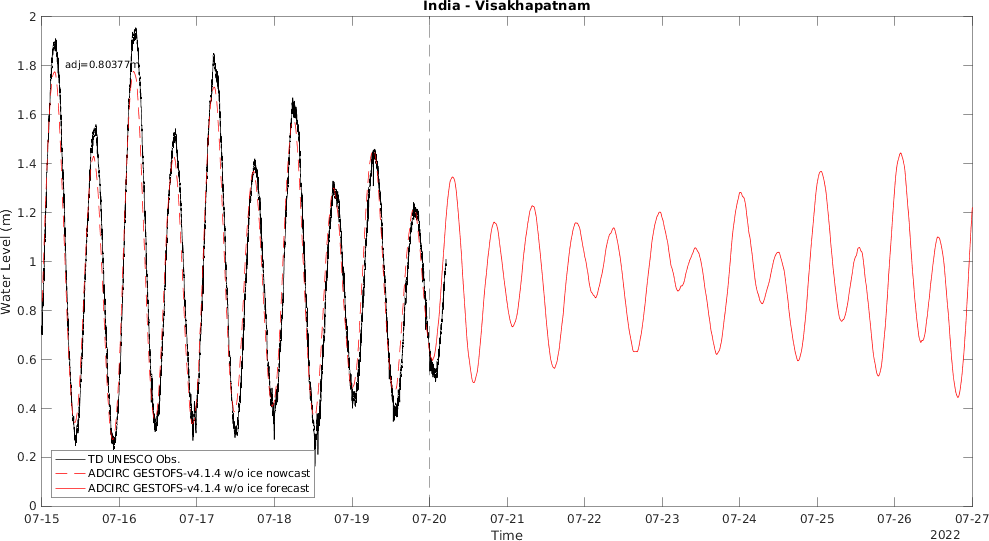 India - Visakhapatnam
adj=0.80377m
Water Level (m)
2
1.8
1.6
1.4
1.2
1
0.8
0.6
0.4
0.2
0
TD UNESCO Obs.
ADCIRC GESTOFS-v4.1.4 w/o ice nowcast
ADCIRC GESTOFS-v4.1.4 w/o ice forecast
07-15 07-16 07-17 07-18 07-19 07-20 07-21 07-22 07-23 07-24 07-25 07-26 07-27
Time
2022